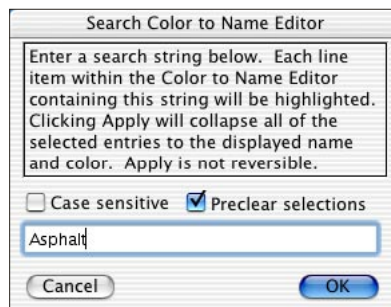 Search Color to Name Editor
Enter a search string below.  Each line
item within the Color to Name Editor
containing this string will be highlighted.
Clicking Apply will collapse all of the
selected entries to the displayed name
and color.  Apply is not reversible.
Case sensitive Preclear selections
Asphalt
Cancel OK